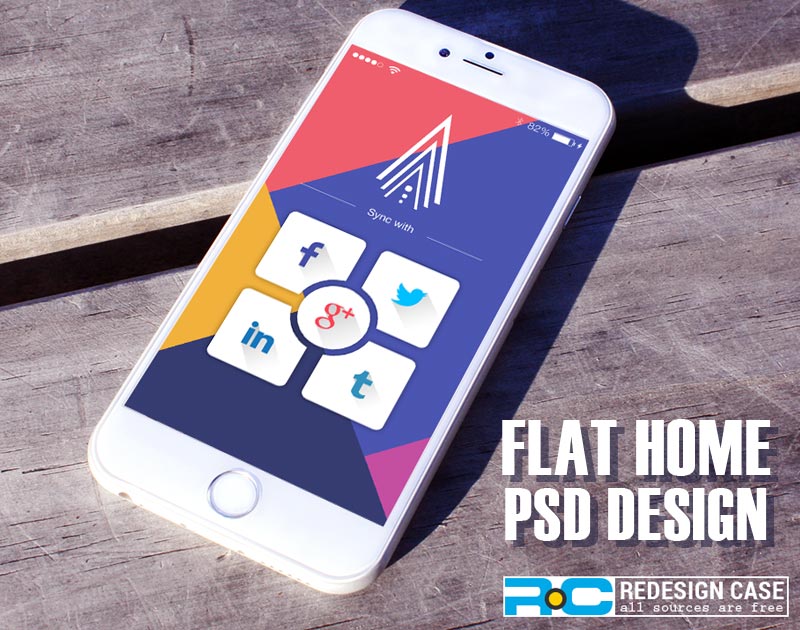 82%
Sync with
f
g+
in
t
FLAT HOME
PSD DESIGN
RC REDESIGN CASE
all sources are free